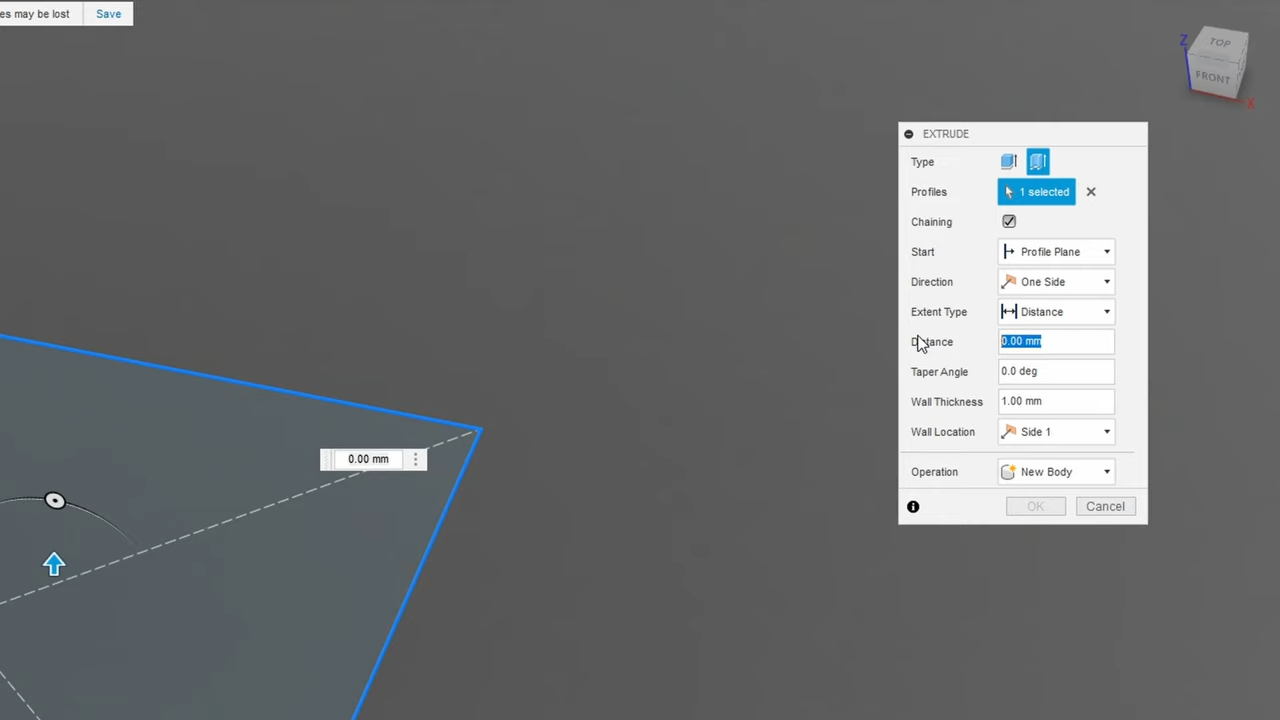 es may be lost Save
TOP
Z
FRONT
X
EXTRUDE
Type
Profiles 1 selected
Chaining
Start Profile Plane
Direction One Side
Extent Type Distance
Distance 0.00 mm
Taper Angle 0.0 deg
Wall Thickness 1.00 mm
Wall Location Side 1
0.00 mm
Operation New Body
OK Cancel